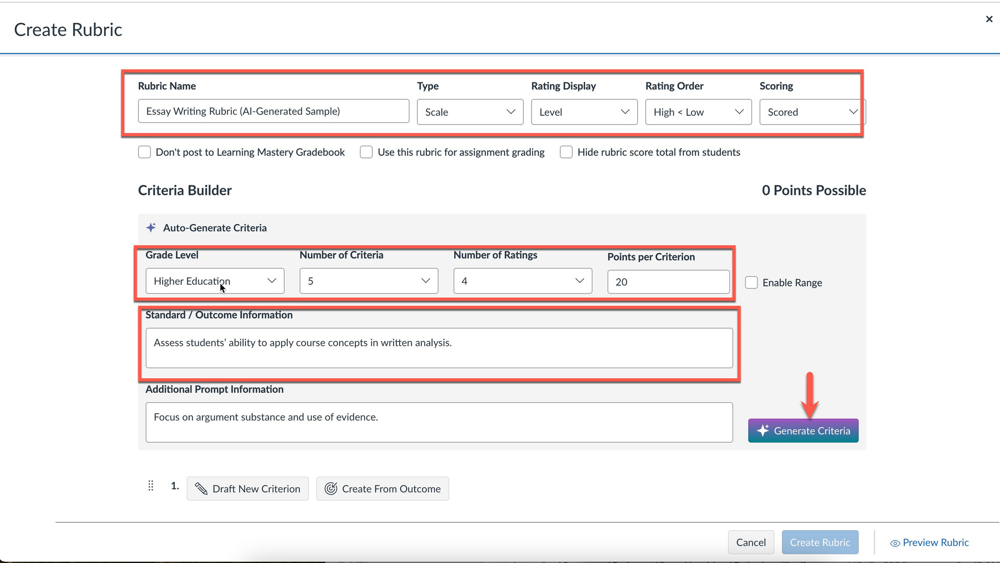 Create Rubric
Rubric Name
Type
Rating Display
Rating Order
Scoring
Essay Writing Rubric (AI-Generated Sample)
Scale
Level
High < Low
Scored
Don't post to Learning Mastery Gradebook
Use this rubric for assignment grading
Hide rubric score total from students
Criteria Builder
0 Points Possible
Auto-Generate Criteria
Grade Level
Number of Criteria
Number of Ratings
Points per Criterion
Higher Education
5
4
20
Enable Range
Standard / Outcome Information
Assess students’ ability to apply course concepts in written analysis.
Additional Prompt Information
Focus on argument substance and use of evidence.
Generate Criteria
1.
Draft New Criterion
Create From Outcome
Cancel
Create Rubric
Preview Rubric